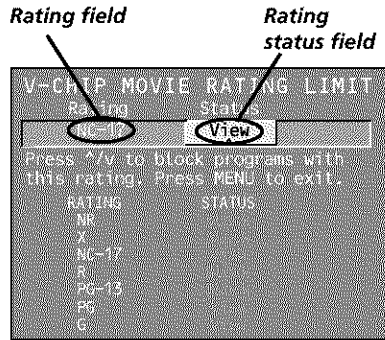 Rating field
Rating status field
V-CHIP MOVIE RATING LIMIT
Rating Status
NC-17 View
Press ^/v to block programs with
this rating. Press MENU to exit.
RATING STATUS
NR
X
NC-17
R
PG-13
PG
G